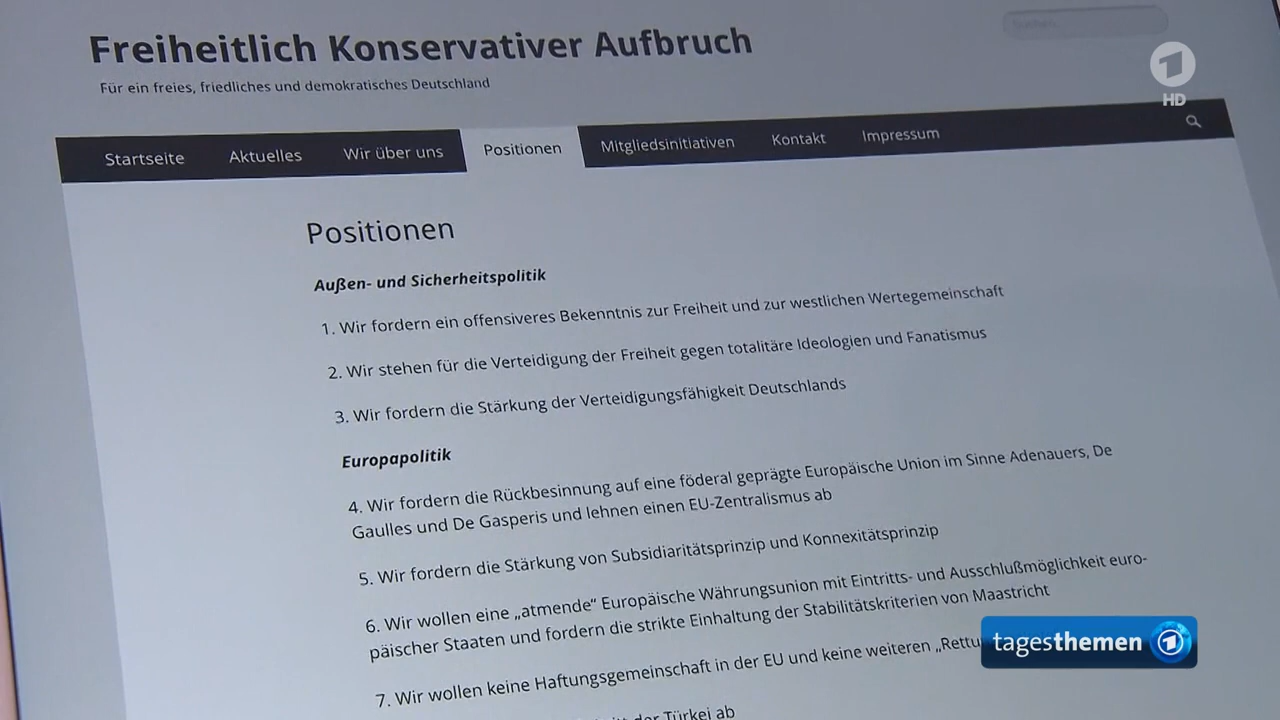 Freiheitlich Konservativer Aufbruch
Für ein freies, friedliches und demokratisches Deutschland
1
HD
Startseite
Aktuelles
Wir über uns
Positionen
Mitgliedsinitiativen
Kontakt
Impressum
Positionen
Außen- und Sicherheitspolitik
1. Wir fordern ein offensiveres Bekenntnis zur Freiheit und zur westlichen Wertegemeinschaft
2. Wir stehen für die Verteidigung der Freiheit gegen totalitäre Ideologien und Fanatismus
3. Wir fordern die Stärkung der Verteidigungsfähigkeit Deutschlands
Europapolitik
4. Wir fordern die Rückbesinnung auf eine föderal geprägte Europäische Union im Sinne Adenauers, De
Gaulles und De Gasperis und lehnen einen EU-Zentralismus ab
5. Wir fordern die Stärkung von Subsidiaritätsprinzip und Konnexitätsprinzip
6. Wir wollen eine „atmende“ Europäische Währungsunion mit Eintritts- und Ausschlußmöglichkeit euro-
päischer Staaten und fordern die strikte Einhaltung der Stabilitätskriterien von Maastricht
7. Wir wollen keine Haftungsgemeinschaft in der EU und keine weiteren
der Türkei ab
tagesthemen 1